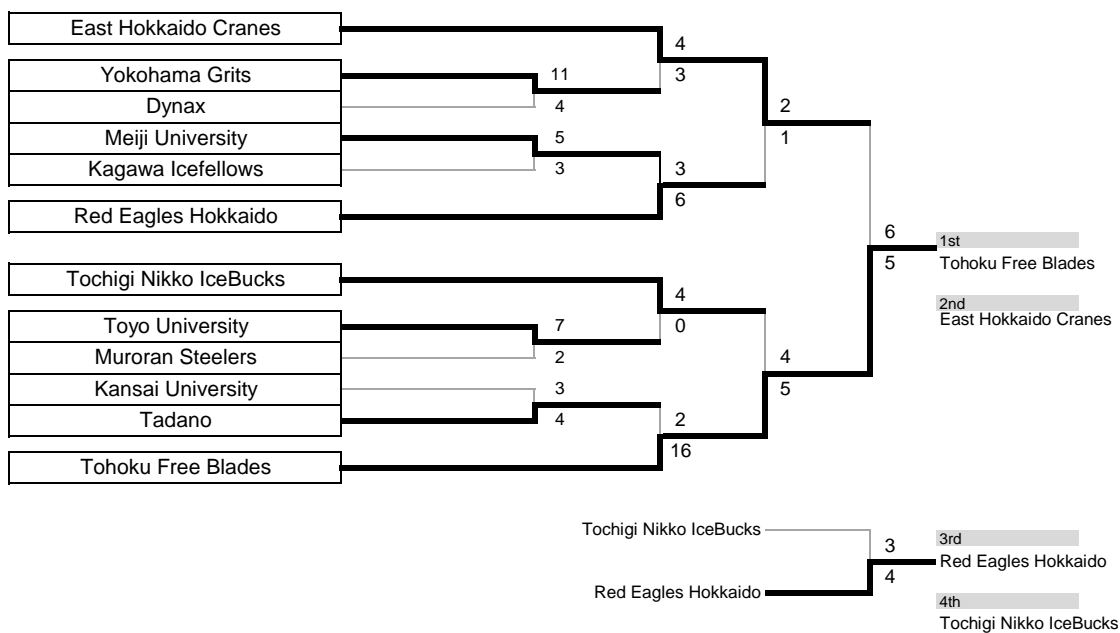 East Hokkaido Cranes
4
Yokohama Grits
11
3
Dynax
4
2
Meiji University
5
1
Kagawa Icefellows
3
3
Red Eagles Hokkaido
6
6
1st
5
Tohoku Free Blades
Tochigi Nikko IceBucks
4
2nd
East Hokkaido Cranes
Toyo University
7
0
Muroran Steelers
2
4
Kansai University
3
5
Tadano
4
2
Tohoku Free Blades
16
Tochigi Nikko IceBucks
3
3rd
Red Eagles Hokkaido
4
Red Eagles Hokkaido
4th
Tochigi Nikko IceBucks